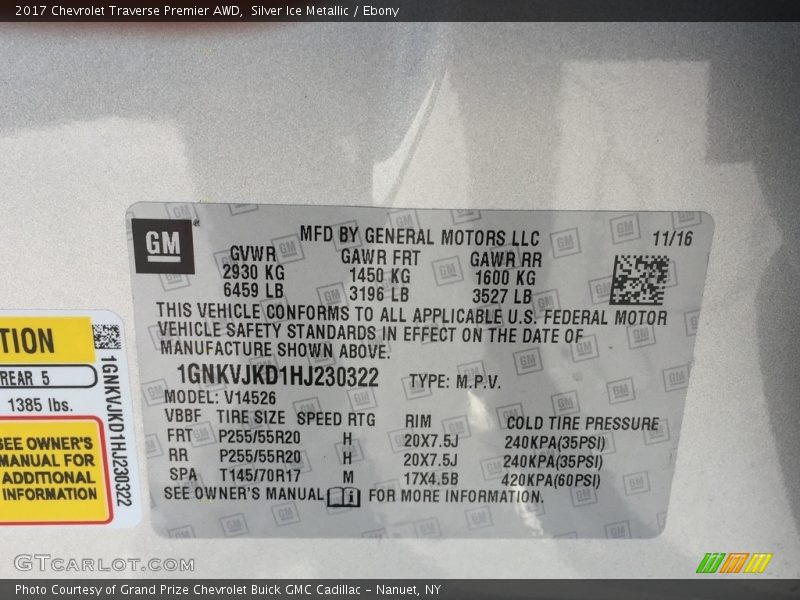 2017 Chevrolet Traverse Premier AWD, Silver Ice Metallic / Ebony
GM
MFD BY GENERAL MOTORS LLC 11/16
GVWR GAWR FRT GAWR RR
2930 KG 1450 KG 1600 KG
6459 LB 3196 LB 3527 LB
THIS VEHICLE CONFORMS TO ALL APPLICABLE U.S. FEDERAL MOTOR
VEHICLE SAFETY STANDARDS IN EFFECT ON THE DATE OF
MANUFACTURE SHOWN ABOVE.
1GNKVJKD1HJ230322 TYPE: M.P.V.
MODEL: V14526
VBBF TIRE SIZE SPEED RTG RIM COLD TIRE PRESSURE
FRT P255/55R20 H 20X7.5J 240KPA(35PSI)
RR P255/55R20 H 20X7.5J 240KPA(35PSI)
SPA T145/70R17 M 17X4.5B 420KPA(60PSI)
SEE OWNER'S MANUAL FOR MORE INFORMATION.
TION
REAR 5
1385 lbs.
SEE OWNER'S
MANUAL FOR
ADDITIONAL
INFORMATION
1GNKVJKD1HJ230322
GTCARLOT.COM
Photo Courtesy of Grand Prize Chevrolet Buick GMC Cadillac - Nanuet, NY